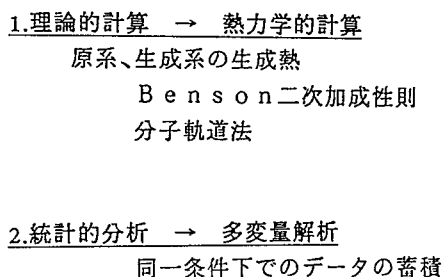 1.理論的計算　→　熱力学的計算
原系、生成系の生成熱
Ｂｅｎｓｏｎ二次加成性則
分子軌道法
2.統計的分析　→　多変量解析
同一条件下でのデータの蓄積